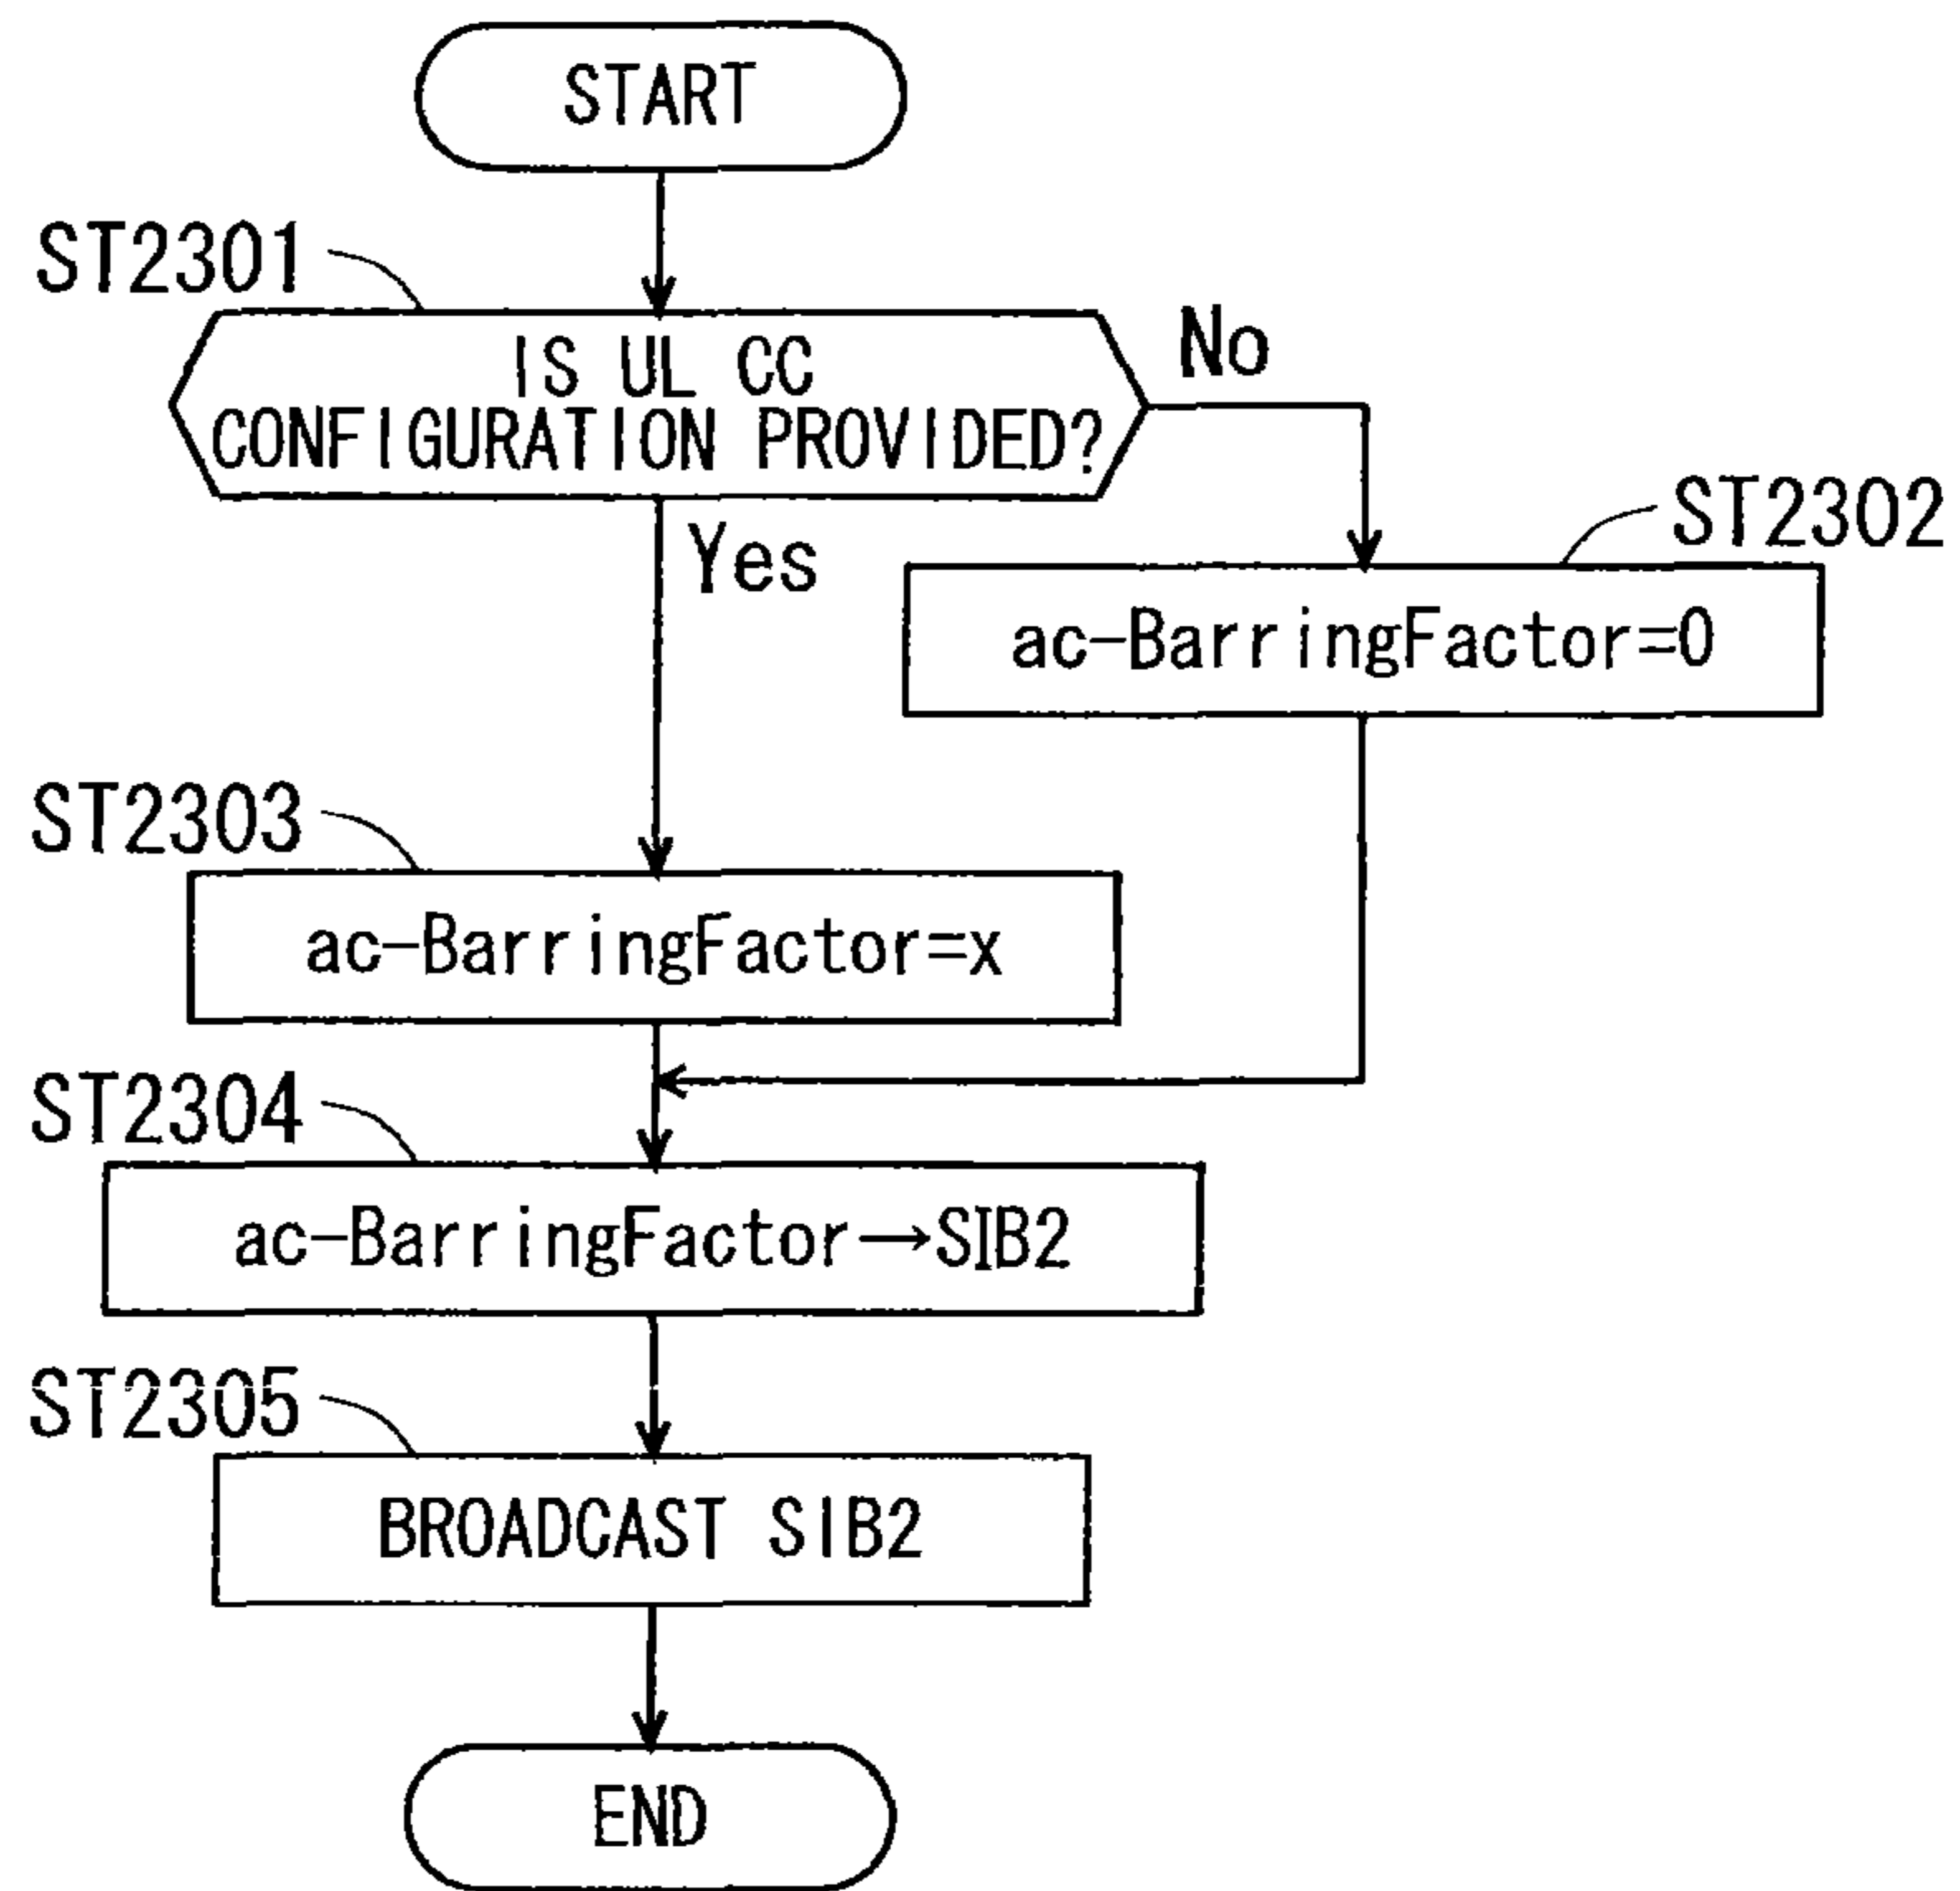 START
ST2301
IS UL CC
CONFIGURATION PROVIDED?
No
Yes
ST2302
ac-BarringFactor=0
ST2303
ac-BarringFactor=x
ST2304
ac-BarringFactor→SIB2
ST2305
BROADCAST SIB2
END